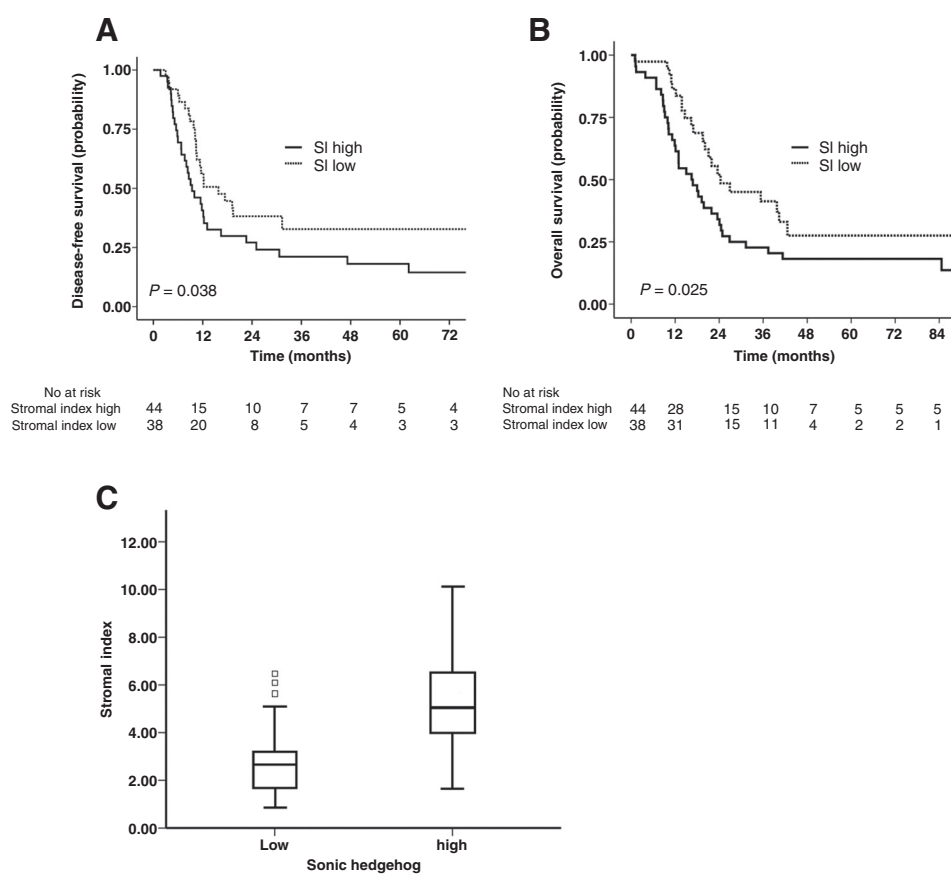 A
Disease-free survival (probability)
1.00
0.75
0.50
0.25
0.00
SI high
SI low
P = 0.038
0 12 24 36 48 60 72
Time (months)
No at risk
Stromal index high 44 15 10 7 7 5 4
Stromal index low 38 20 8 5 4 3 3
B
Overall survival (probability)
1.00
0.75
0.50
0.25
0.00
SI high
SI low
P = 0.025
0 12 24 36 48 60 72 84
Time (months)
No at risk
Stromal index high 44 28 15 10 7 5 5 5
Stromal index low 38 31 15 11 4 2 2 1
C
Stromal index
12.00
10.00
8.00
6.00
4.00
2.00
0.00
Low high
Sonic hedgehog